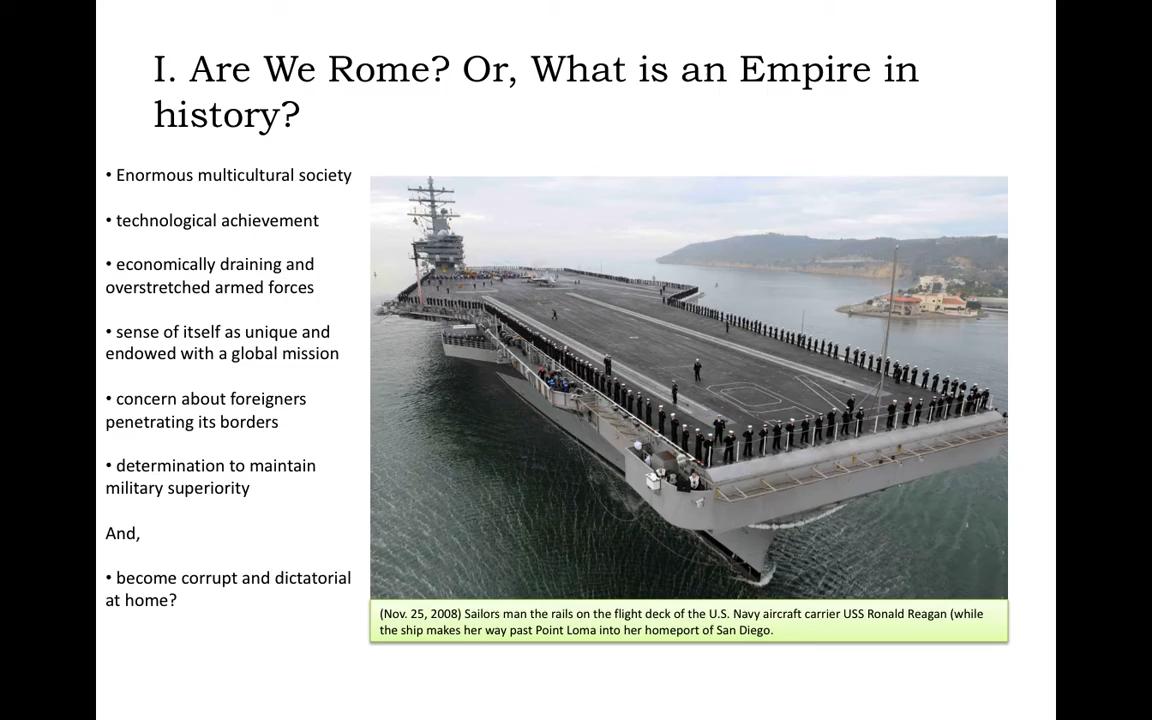 I. Are We Rome? Or, What is an Empire in
history?
• Enormous multicultural society
• technological achievement
• economically draining and
overstretched armed forces
• sense of itself as unique and
endowed with a global mission
• concern about foreigners
penetrating its borders
• determination to maintain
military superiority
And,
• become corrupt and dictatorial
at home?
(Nov. 25, 2008) Sailors man the rails on the flight deck of the U.S. Navy aircraft carrier USS Ronald Reagan (while
the ship makes her way past Point Loma into her homeport of San Diego.